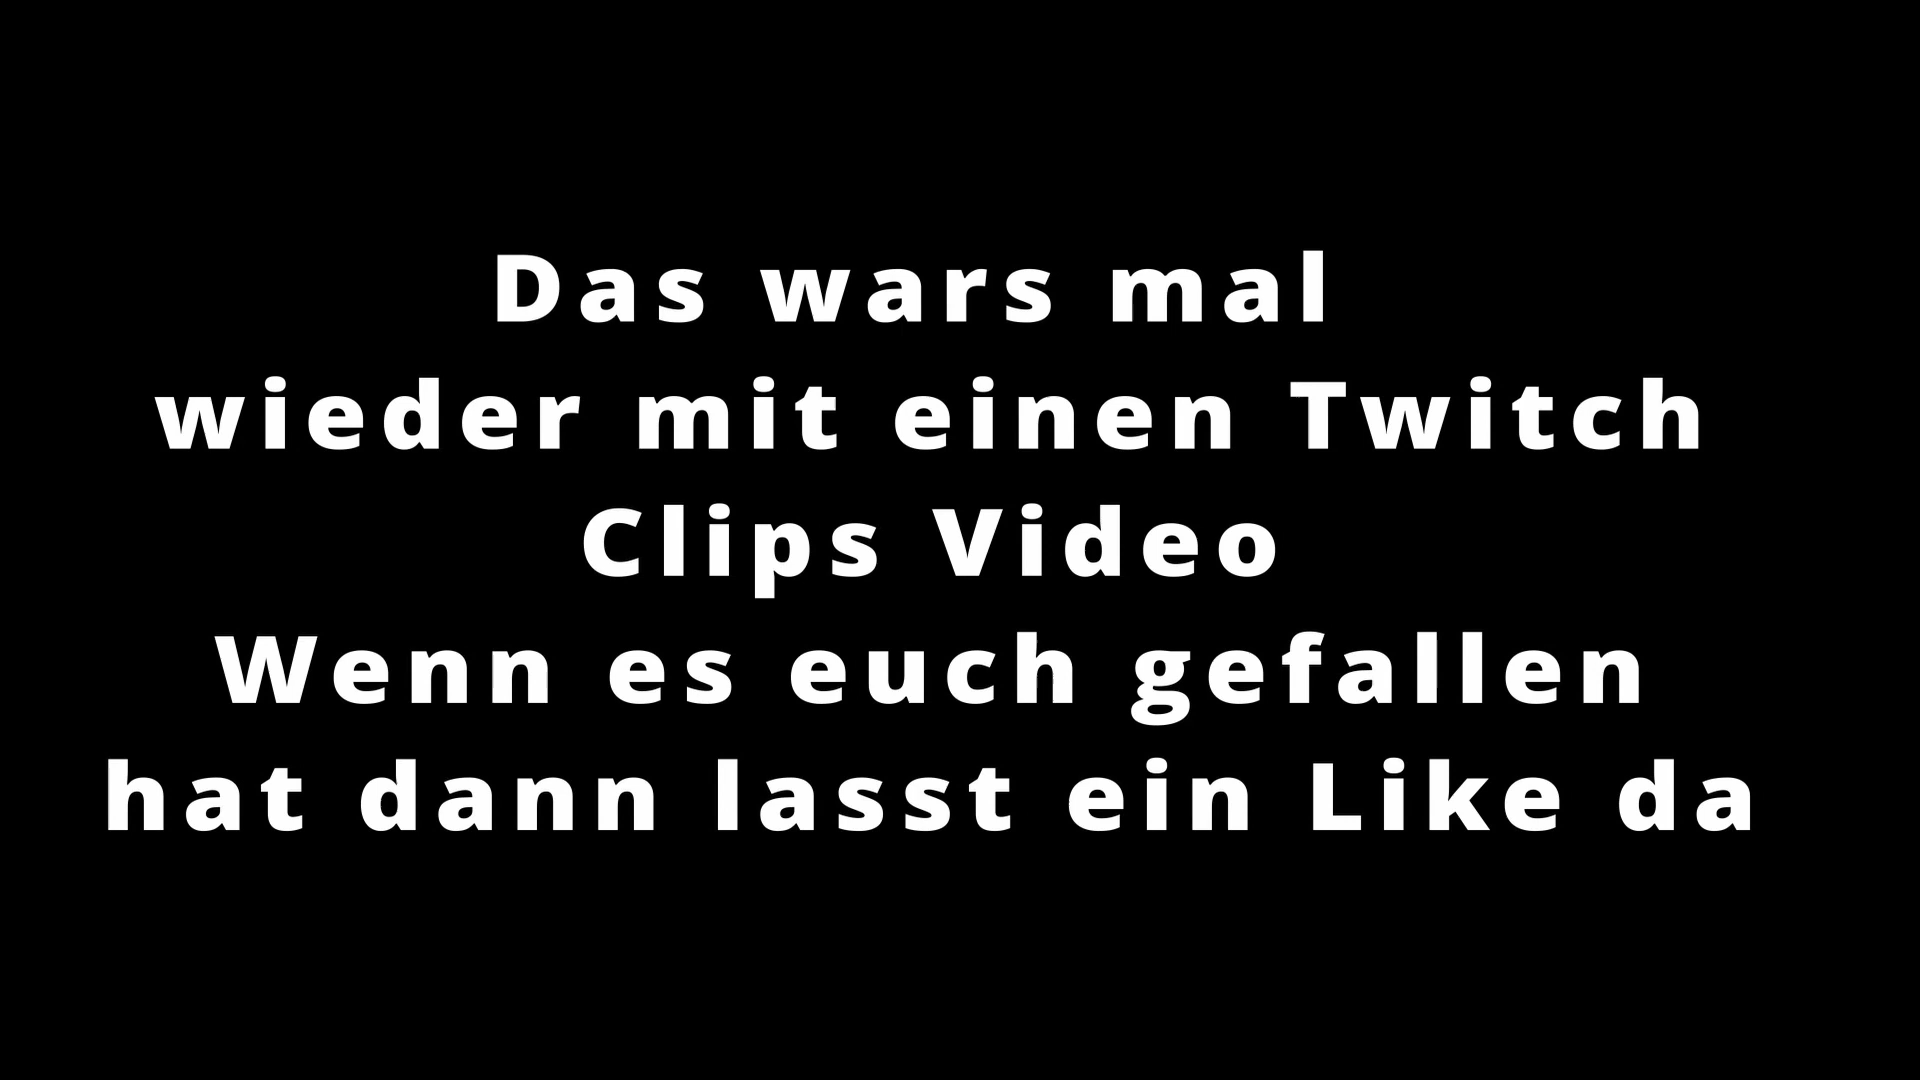 Das wars mal
wieder mit einen Twitch
Clips Video
Wenn es euch gefallen
hat dann lasst ein Like da